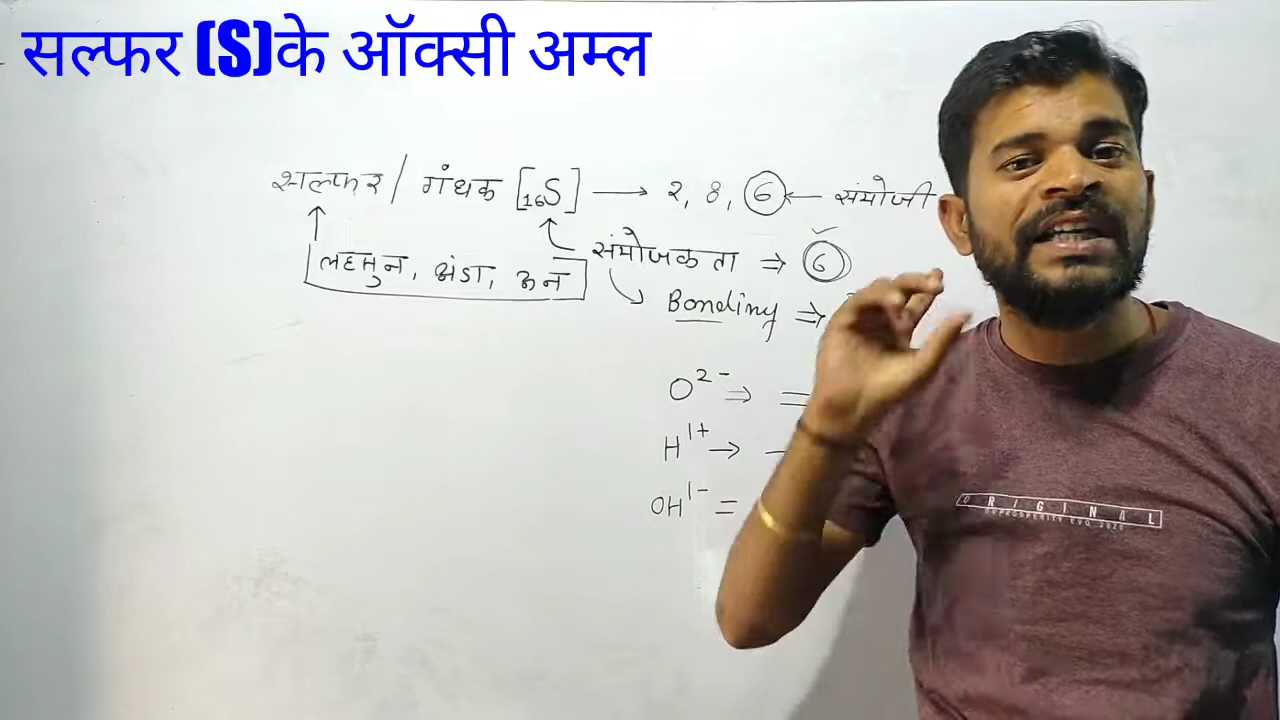 सल्फर (S)के ऑक्सी अम्ल
सल्फर / गंधक [₁₆S] → 2, 8, 6 ← संयोजी
लहसुन, अंडा, ऊन
संयोजकता ⇒ 6
Bonding ⇒
O²⁻ ⇒ =
H¹⁺ → -
OH¹⁻ =
ORIGINAL